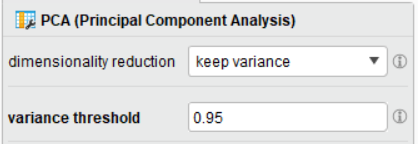 PCA (Principal Component Analysis)
dimensionality reduction keep variance
variance threshold 0.95